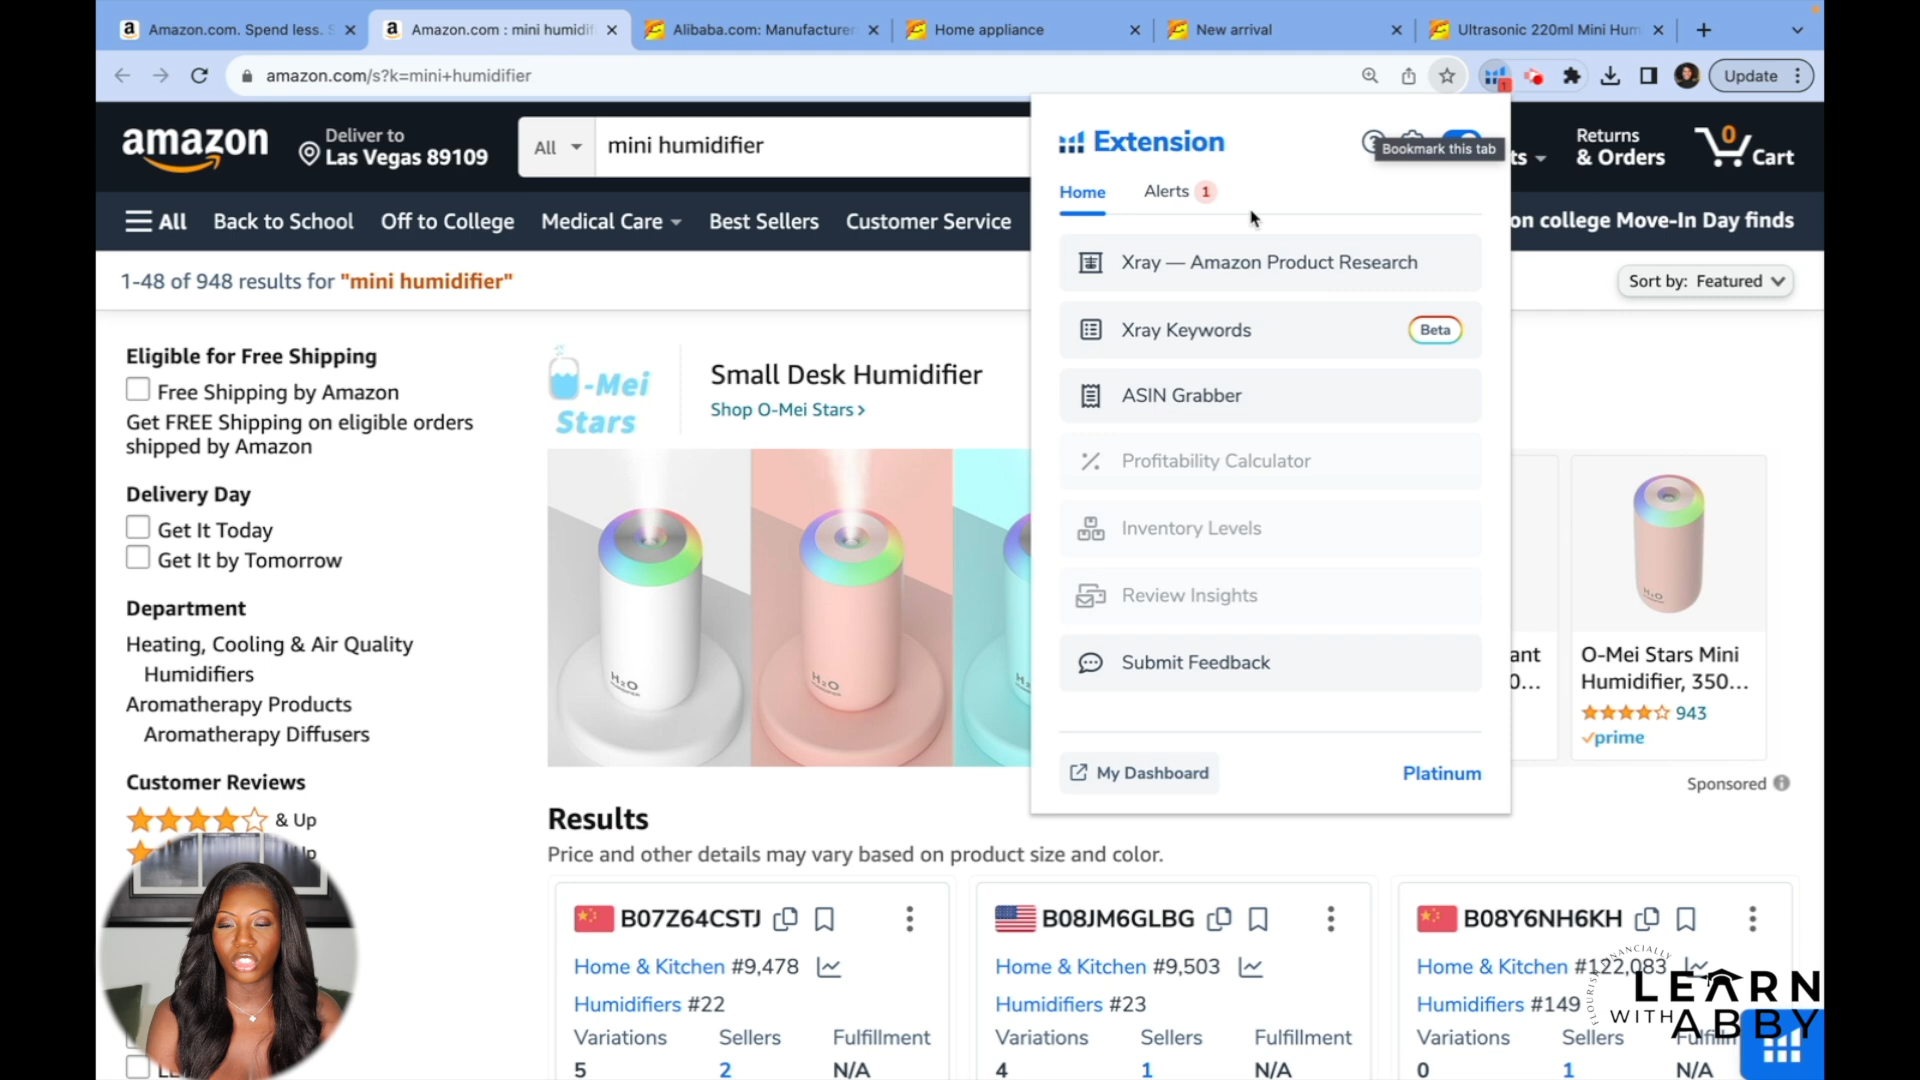 Amazon.com. Spend less. S
Amazon.com : mini humidif
Alibaba.com: Manufacturer
Home appliance
New arrival
Ultrasonic 220ml Mini Hum
amazon.com/s?k=mini+humidifier
Update
1
amazon
Deliver to
Las Vegas 89109
All
mini humidifier
Extension
Bookmark this tab
ts
Returns
& Orders
0
Cart
Home
Alerts 1
All
Back to School
Off to College
Medical Care
Best Sellers
Customer Service
on college Move-In Day finds
1-48 of 948 results for "mini humidifier"
Sort by: Featured
Xray — Amazon Product Research
Xray Keywords
Beta
ASIN Grabber
Profitability Calculator
Inventory Levels
Review Insights
Submit Feedback
My Dashboard
Platinum
Eligible for Free Shipping
Free Shipping by Amazon
Get FREE Shipping on eligible orders
shipped by Amazon
Delivery Day
Get It Today
Get It by Tomorrow
Department
Heating, Cooling & Air Quality
Humidifiers
Aromatherapy Products
Aromatherapy Diffusers
Customer Reviews
& Up
p
-Mei
Stars
Small Desk Humidifier
Shop O-Mei Stars
H2O
H2O
H2O
ant
0...
O-Mei Stars Mini
Humidifier, 350...
943
prime
Sponsored
Results
Price and other details may vary based on product size and color.
B07Z64CSTJ
Home & Kitchen #9,478
Humidifiers #22
Variations
Sellers
Fulfillment
5
2
N/A
B08JM6GLBG
Home & Kitchen #9,503
Humidifiers #23
Variations
Sellers
Fulfillment
4
1
N/A
B08Y6NH6KH
Home & Kitchen #122,083
Humidifiers #149
Variations
Sellers
Fulfillm
0
1
N/A
FLOURISH FINANCIALLY
LEARN
WITH ABBY